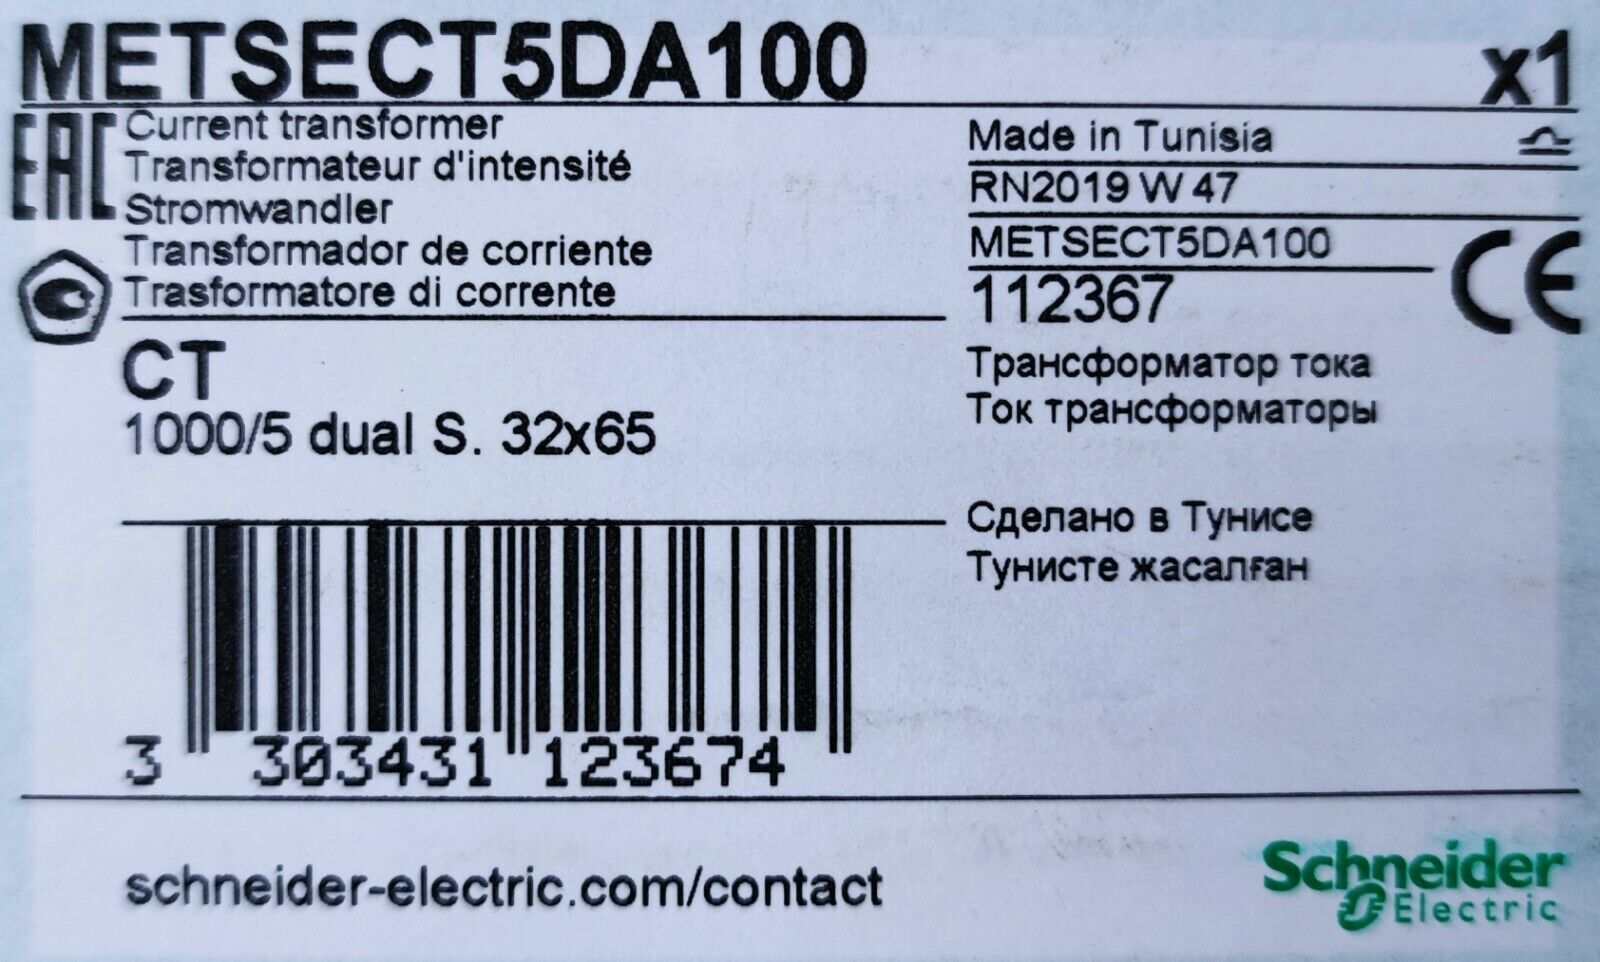 METSECT5DA100 x1
EAC
Current transformer
Transformateur d'intensité
Stromwandler
Transformador de corriente
Trasformatore di corrente
CT
1000/5 dual S. 32x65
Made in Tunisia
RN2019 W 47
METSECT5DA100
112367
CE
Трансформатор тока
Ток трансформаторы
Сделано в Тунисе
Тунисте жасалған
3 303431 123674
schneider-electric.com/contact
Schneider
Electric